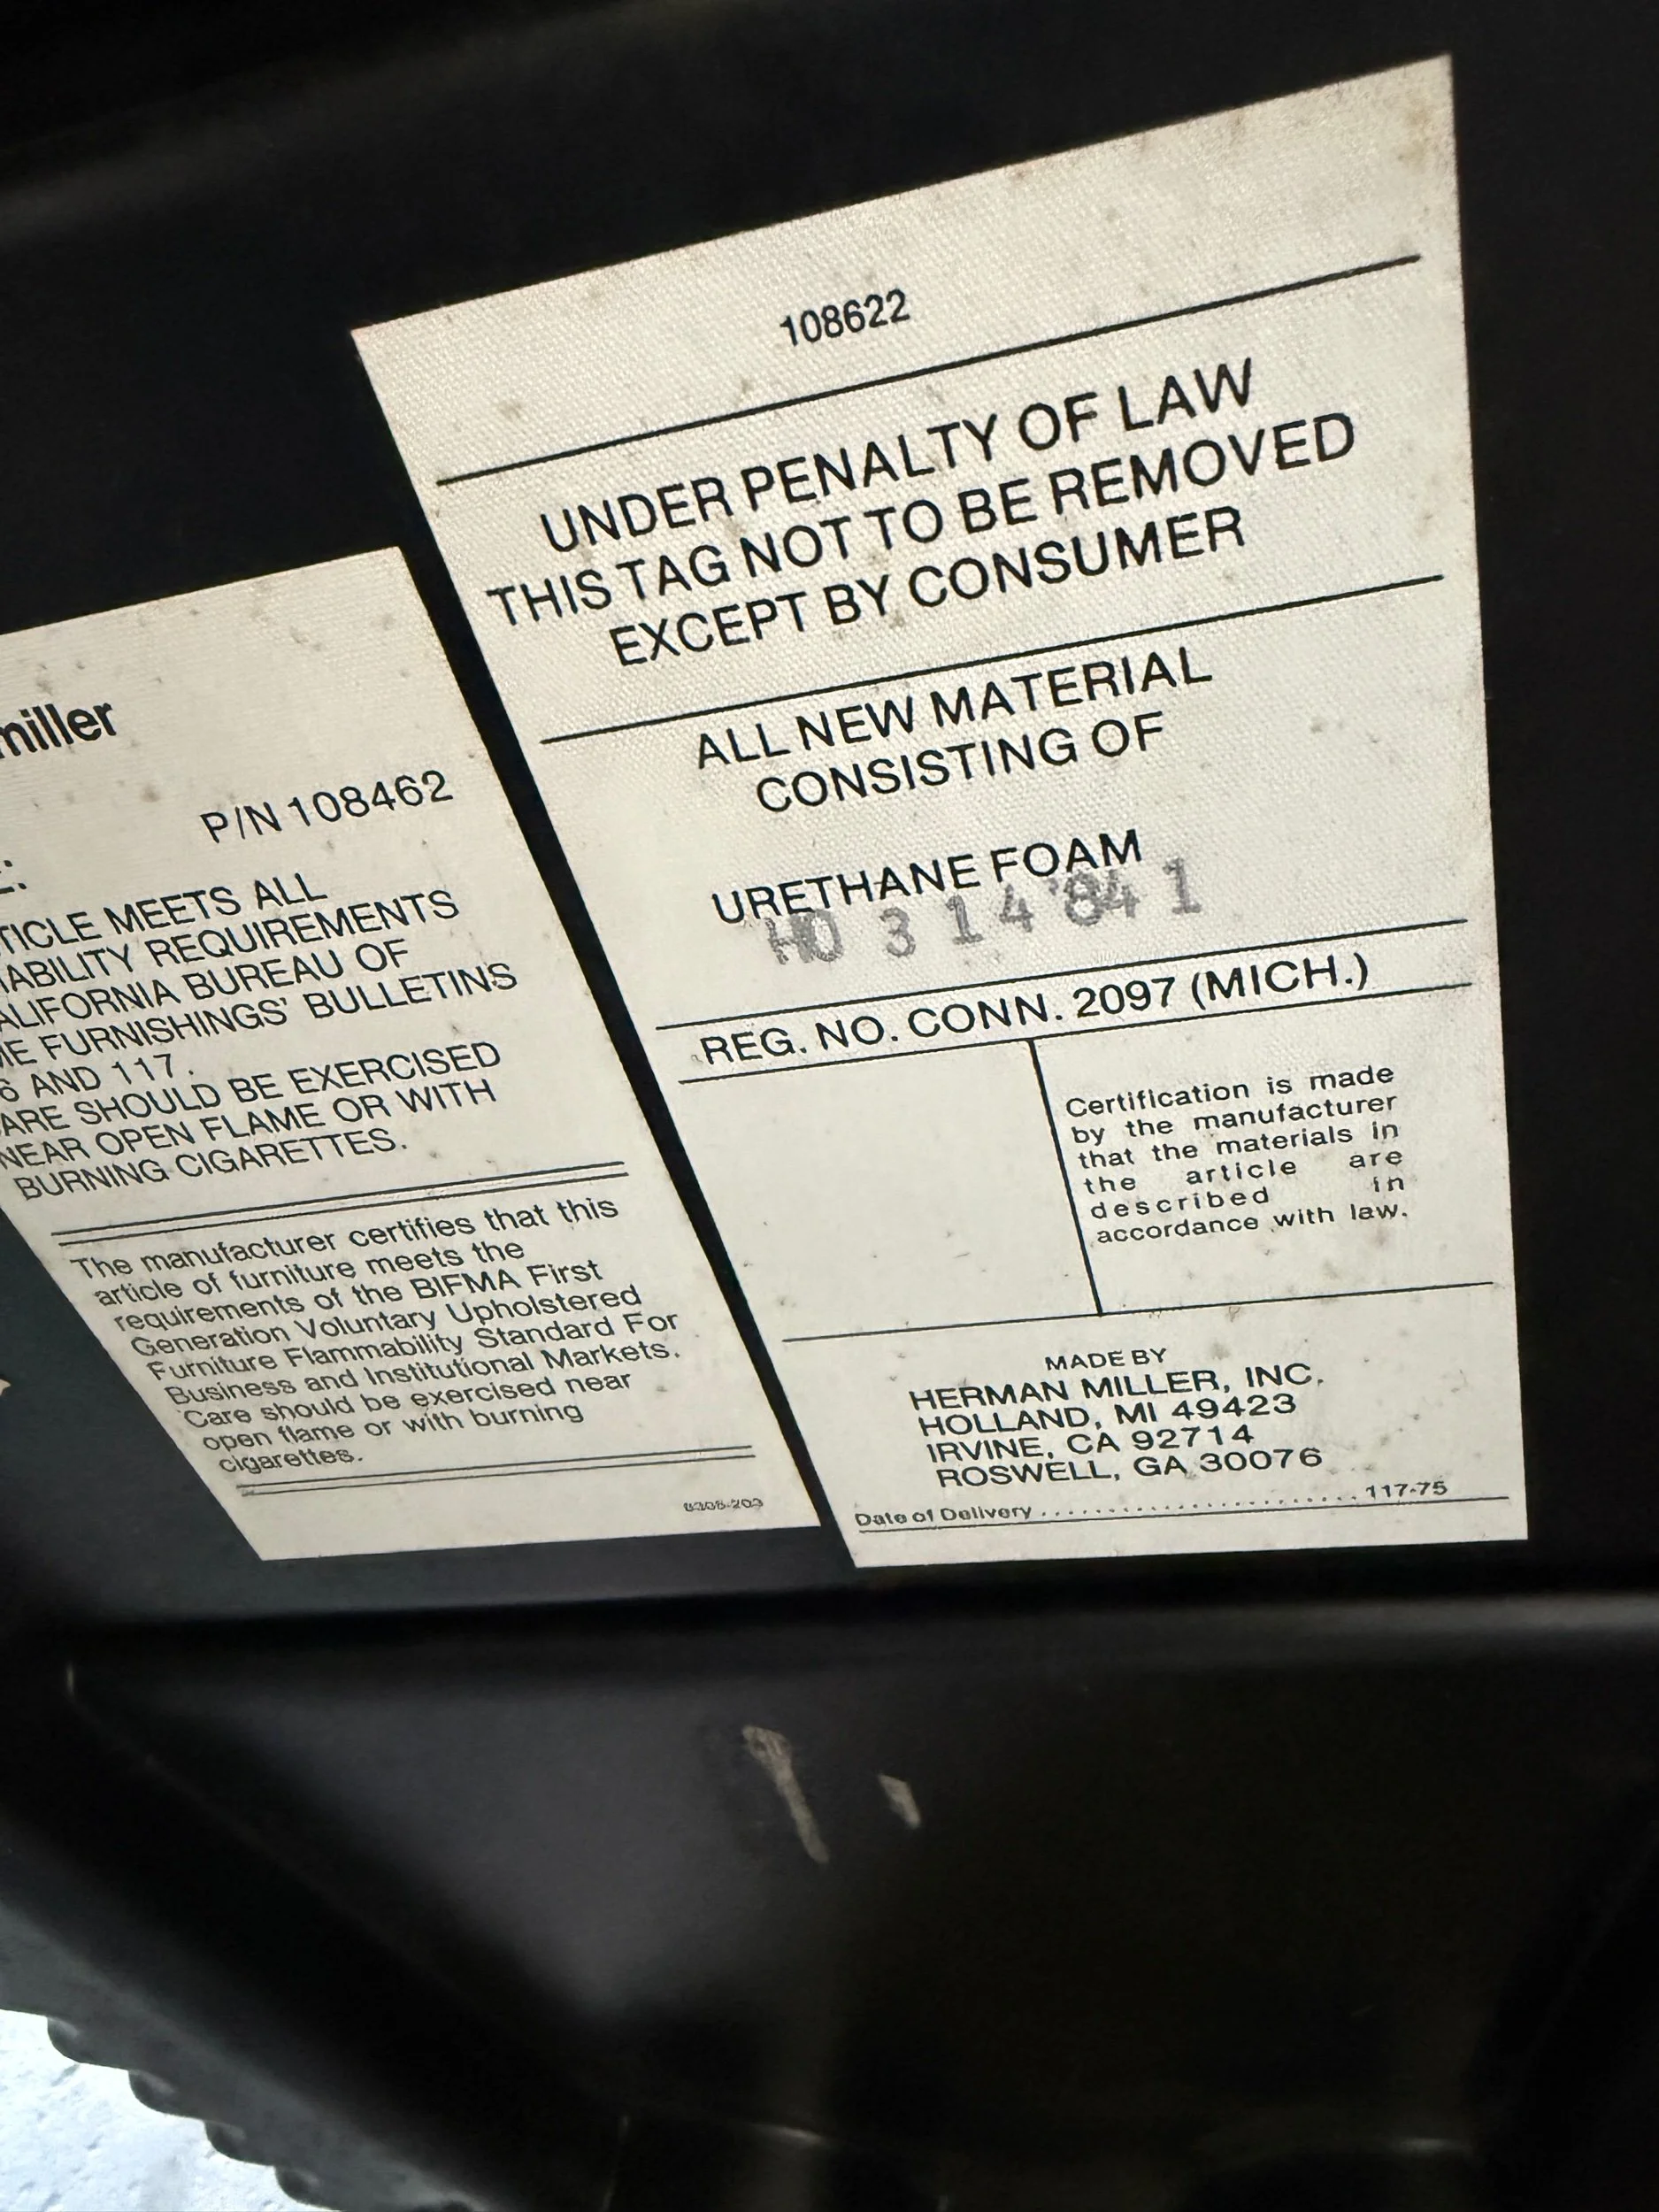 miller
P/N 108462
E:
TICLE MEETS ALL
ABILITY REQUIREMENTS
ALIFORNIA BUREAU OF
ME FURNISHINGS' BULLETINS
6 AND 117.
ARE SHOULD BE EXERCISED
NEAR OPEN FLAME OR WITH
BURNING CIGARETTES.
The manufacturer certifies that this
article of furniture meets the
requirements of the BIFMA First
Generation Voluntary Upholstered
Furniture Flammability Standard For
Business and Institutional Markets.
Care should be exercised near
open flame or with burning
cigarettes.
108622
UNDER PENALTY OF LAW
THIS TAG NOT TO BE REMOVED
EXCEPT BY CONSUMER
ALL NEW MATERIAL
CONSISTING OF
URETHANE FOAM
HO 3 1 4 '84 1
REG. NO. CONN. 2097 (MICH.)
Certification is made
by the manufacturer
that the materials in
the article are
described in
accordance with law.
MADE BY
HERMAN MILLER, INC.
HOLLAND, MI 49423
IRVINE, CA 92714
ROSWELL, GA 30076
Date of Delivery ........................... 117-75